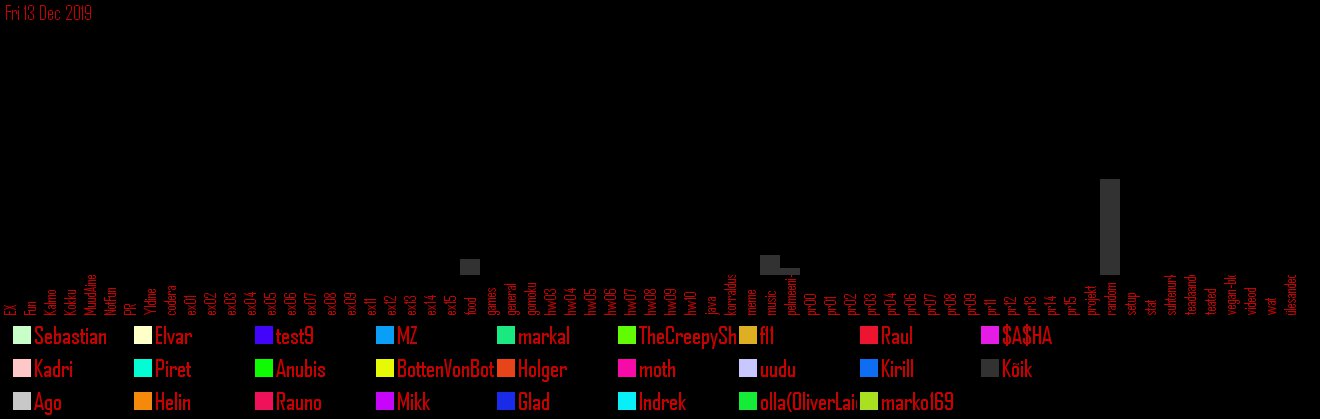 Fri 13 Dec 2019
EX
Fun
Kalmo
Kokku
MuudAine
NotFun
PR
Yldine
codera
ex01
ex02
ex03
ex04
ex05
ex06
ex07
ex08
ex09
ex11
ex12
ex13
ex14
ex15
food
games
general
gomoku
hw03
hw04
hw05
hw06
hw07
hw08
hw09
hw10
java
korraldus
meme
music
pelmeeni-
pr00
pr01
pr02
pr03
pr04
pr06
pr07
pr08
pr09
pr11
pr12
pr13
pr14
pr15
projekt
random
setup
stat
suhtenurk
teadaande
tested
vegan-blo
videod
wat
ülesanded
Sebastian Elvar test9 MZ markal TheCreepySh fl1 Raul $A$HA
Kadri Piret Anubis BottenVonBot Holger moth uudu Kirill Kõik
Ago Helin Rauno Mikk Glad Indrek olla(OliverLai marko169